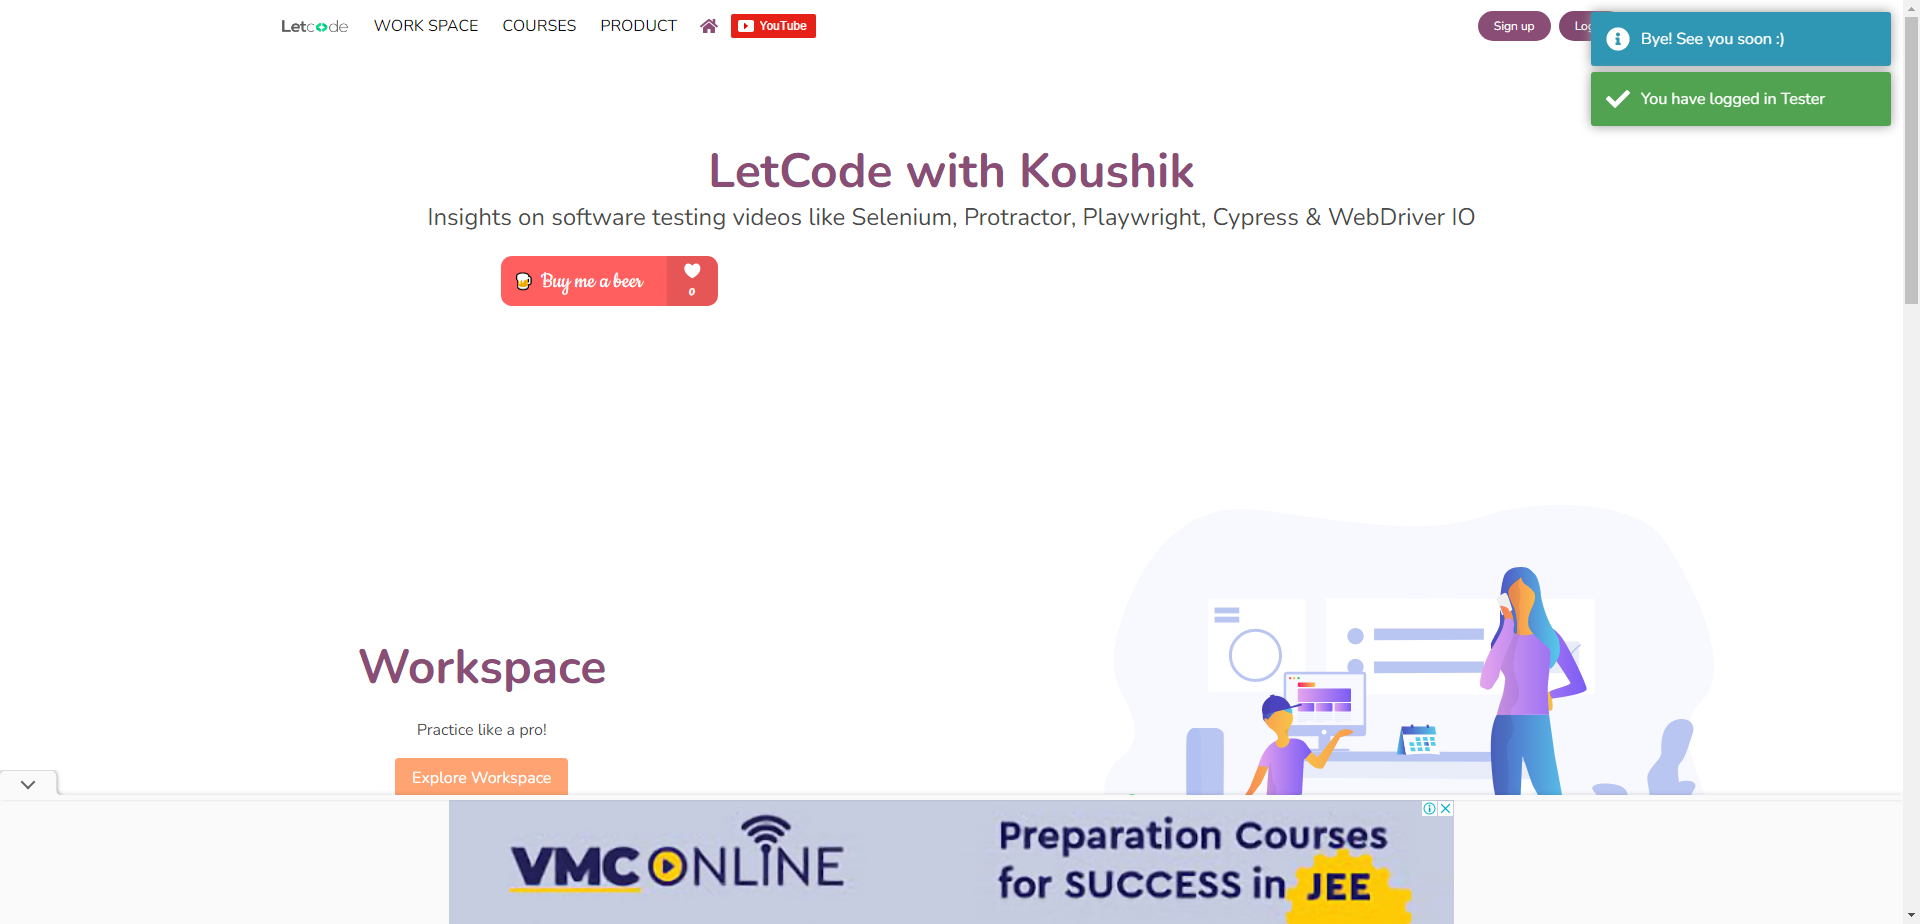 Letcode WORK SPACE COURSES PRODUCT YouTube Sign up
Bye! See you soon :)
You have logged in Tester
LetCode with Koushik
Insights on software testing videos like Selenium, Protractor, Playwright, Cypress & WebDriver IO
Buy me a beer 0
Workspace
Practice like a pro!
Explore Workspace
VMC ONLINE
Preparation Courses
for SUCCESS in JEE